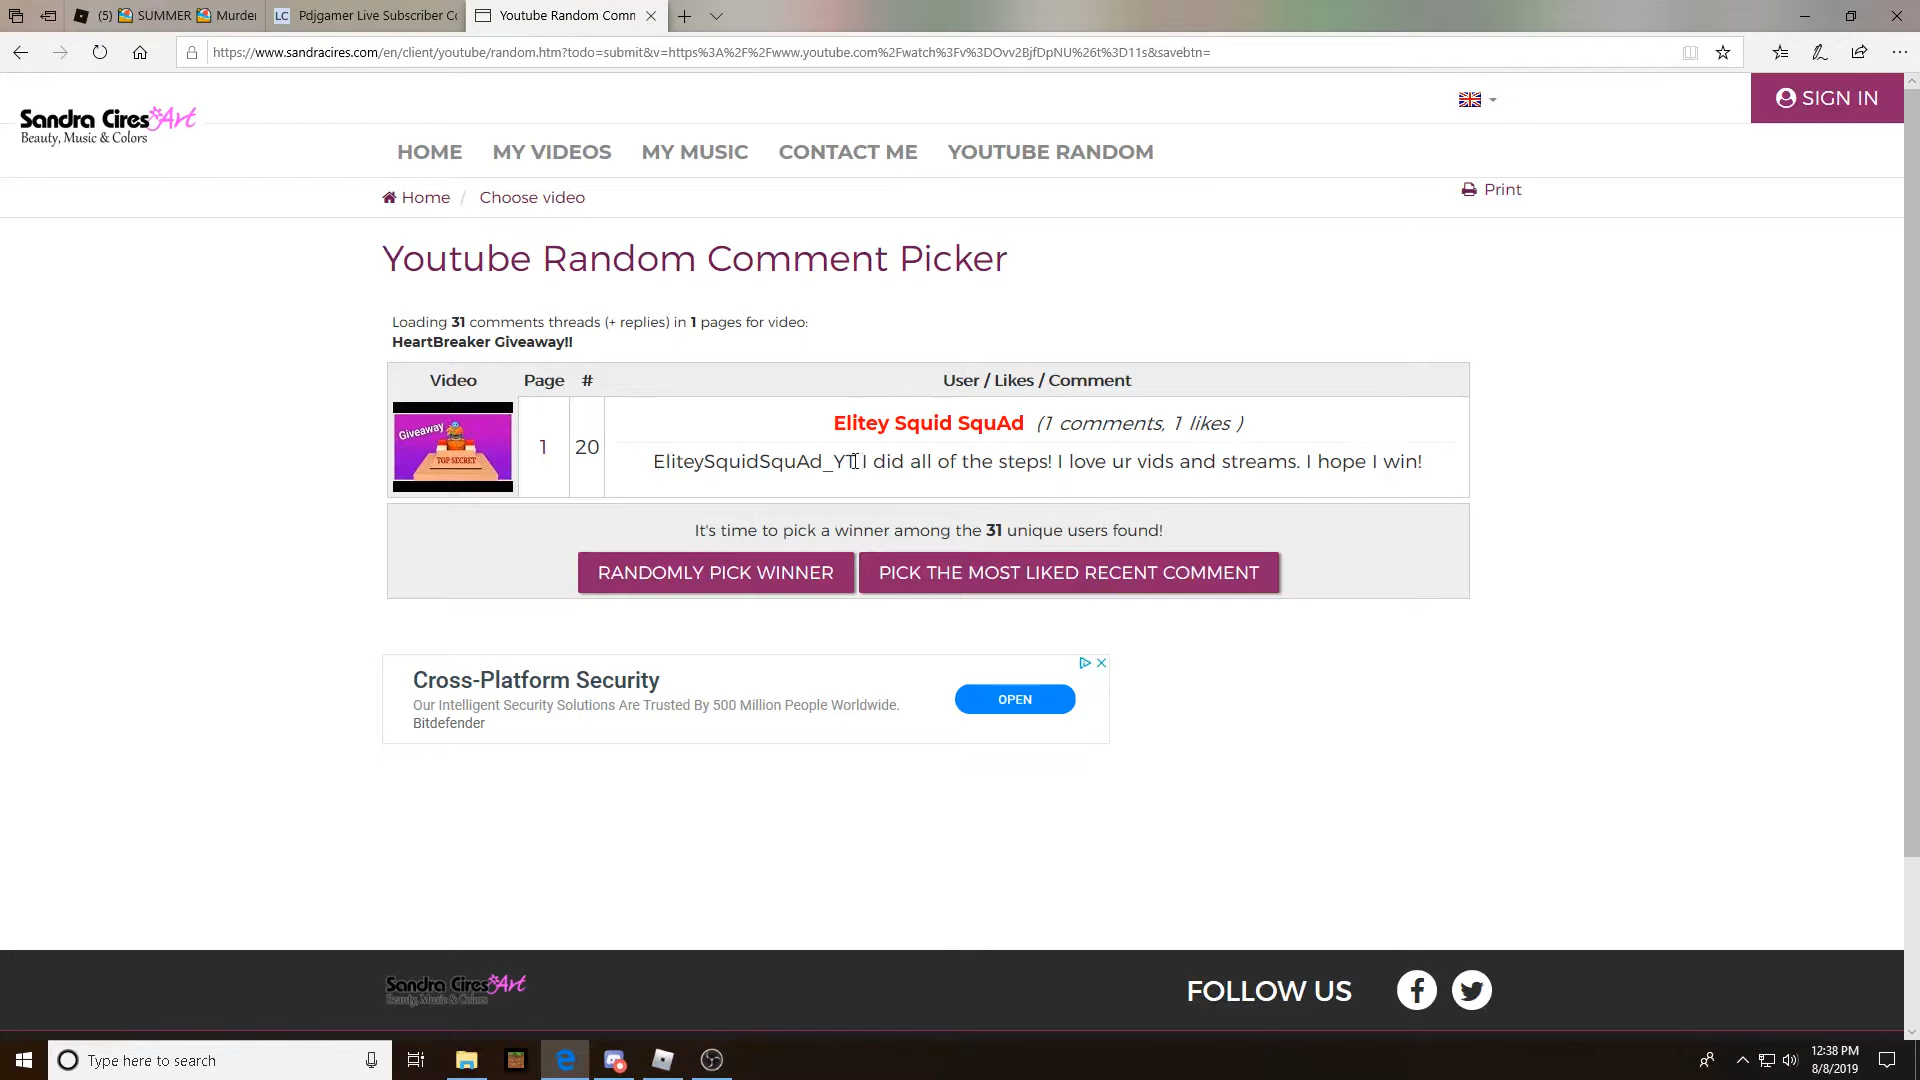 (5) SUMMER Murder
LC Pdjgamer Live Subscriber Co
Youtube Random Comm
https://www.sandracires.com/en/client/youtube/random.htm?todo=submit&v=https%3A%2F%2Fwww.youtube.com%2Fwatch%3Fv%3DOvv2BjfDpNU%26t%3D11s&savebtn=
SIGN IN
Sandra Cires Art
Beauty, Music & Colors
HOME MY VIDEOS MY MUSIC CONTACT ME YOUTUBE RANDOM
Home / Choose video
Print
Youtube Random Comment Picker
Loading 31 comments threads (+ replies) in 1 pages for video:
HeartBreaker Giveaway!!
Video Page # User / Likes / Comment
Giveaway
TOP SECRET
1 20
Elitey Squid SquAd (1 comments, 1 likes )
EliteySquidSquAd_YT I did all of the steps! I love ur vids and streams. I hope I win!
It's time to pick a winner among the 31 unique users found!
RANDOMLY PICK WINNER PICK THE MOST LIKED RECENT COMMENT
Cross-Platform Security
Our Intelligent Security Solutions Are Trusted By 500 Million People Worldwide.
Bitdefender
OPEN
Sandra Cires Art
Beauty, Music & Colors
FOLLOW US
Type here to search
12:38 PM
8/8/2019